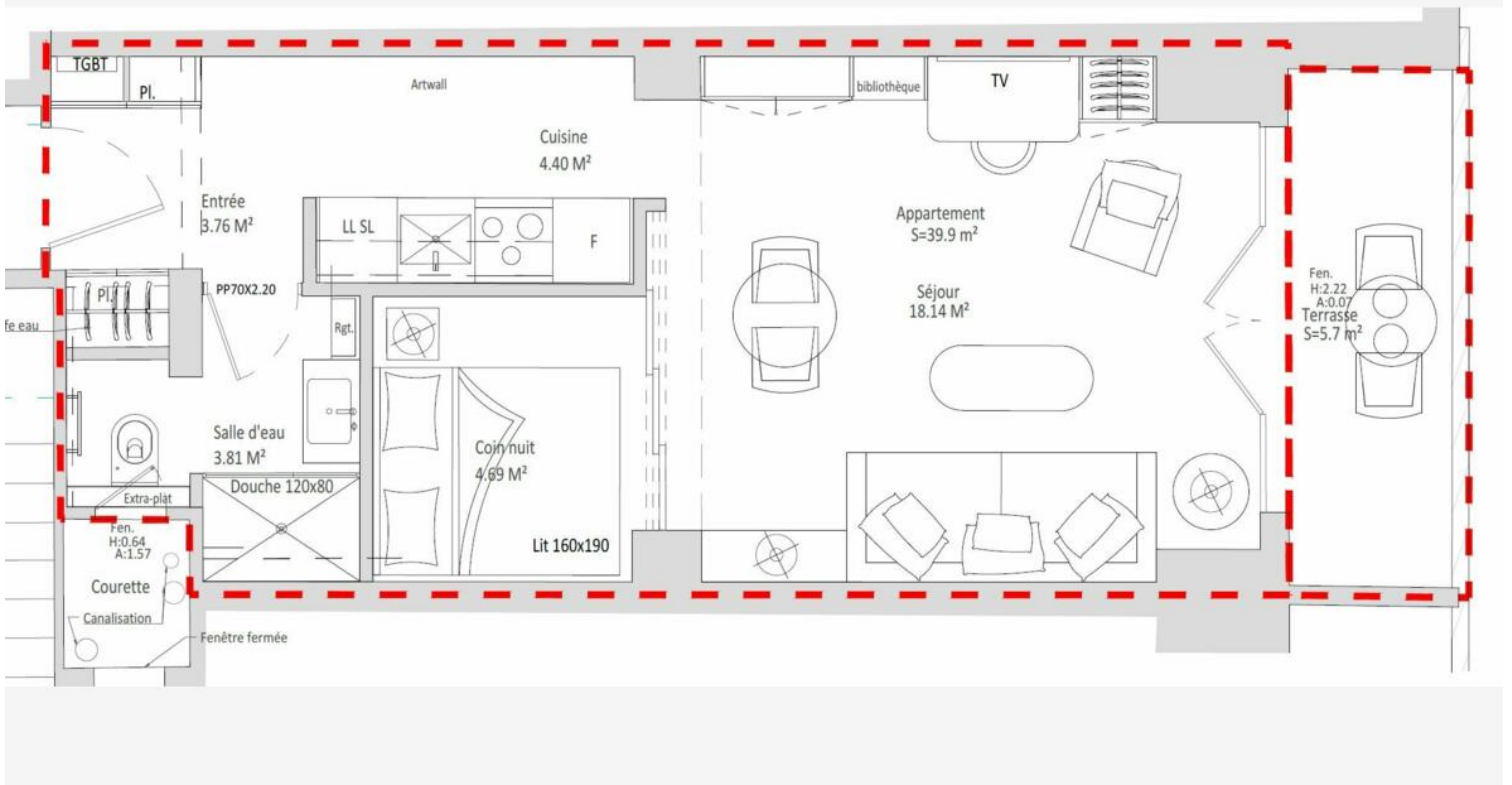 TGBT
Pl.
Artwall
bibliothèque
TV
Cuisine
4.40 M²
Entrée
3.76 M²
LL SL
F
Appartement
S=39.9 m²
Séjour
18.14 M²
Fen.
H:2.22
A:0.07
Terrasse
S=5.7 m²
Pl.
PP70X2.20
fe eau
Rgt.
Salle d'eau
3.81 M²
Coin nuit
4.69 M²
Extra-plat
Douche 120x80
Lit 160x190
Fen.
H:0.64
A:1.57
Courette
Canalisation
Fenêtre fermée